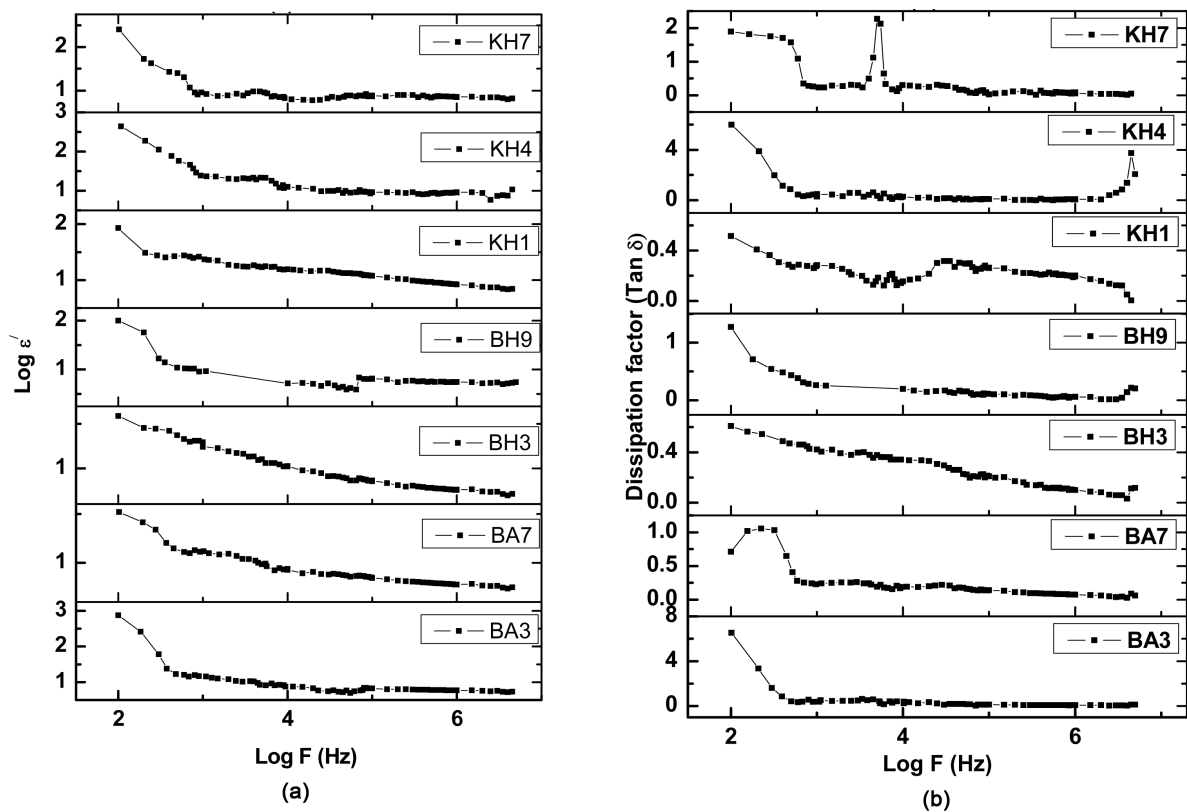 Log ε′
2
1
3
KH7
2
1
KH4
2
1
KH1
2
1
BH9
1
BH3
1
BA7
3
2
1
BA3
2 4 6
Log F (Hz)
(a)
Dissipation factor (Tan δ)
2
1
0
KH7
4
0
KH4
0.4
0.0
KH1
1
0
BH9
0.4
0.0
BH3
1.0
0.5
0.0
BA7
8
4
0
BA3
2 4 6
Log F (Hz)
(b)